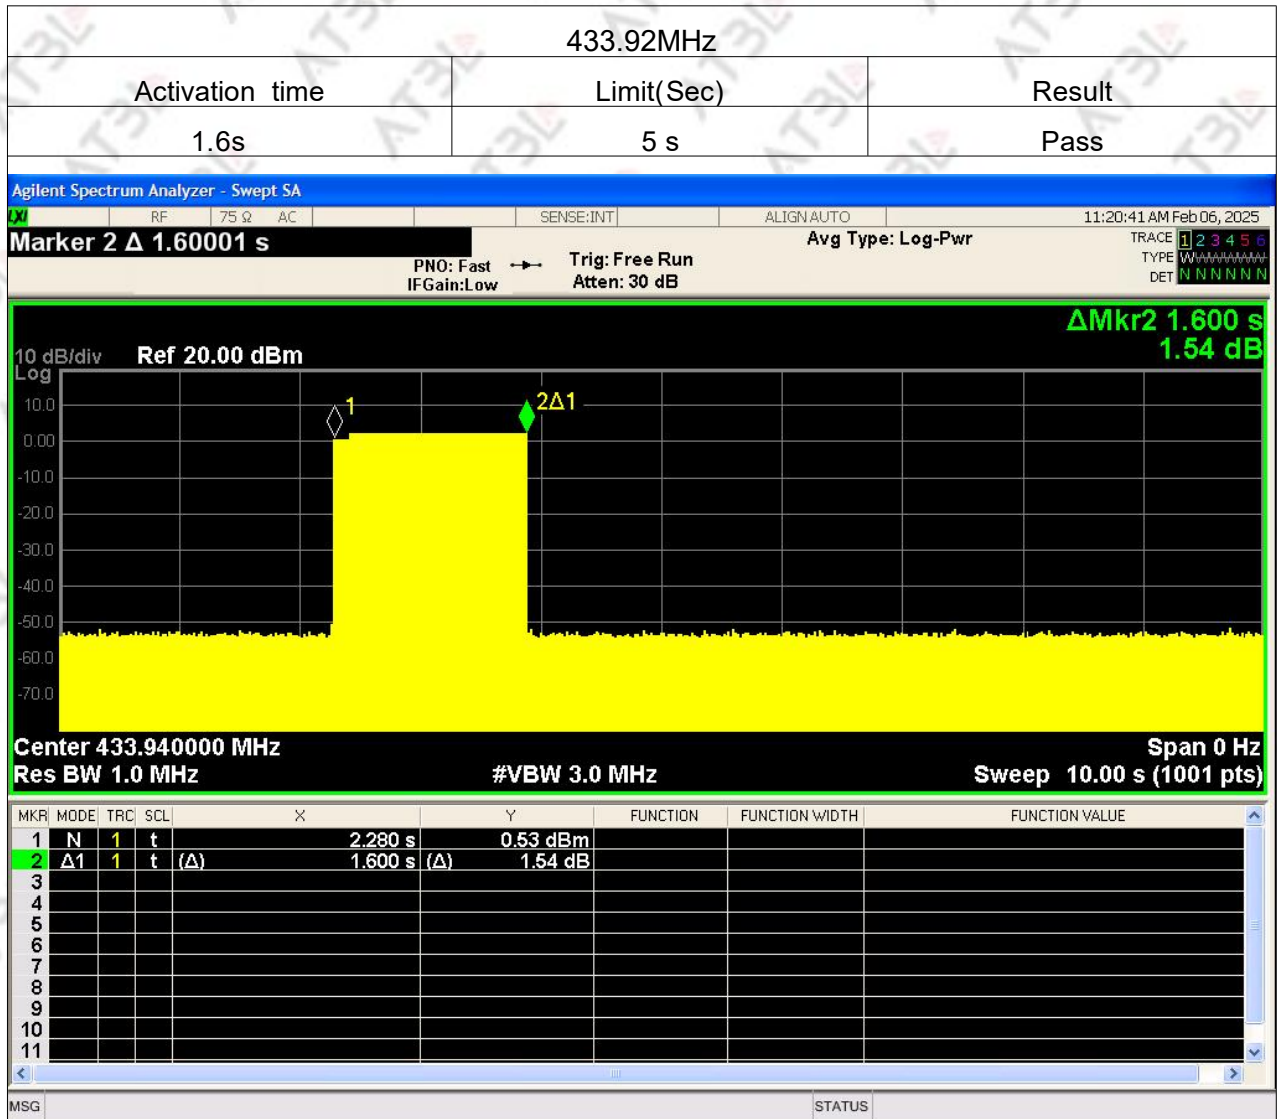 433.92MHz
Activation time Limit(Sec) Result
1.6s 5 s Pass
Agilent Spectrum Analyzer - Swept SA
LXI RF 75 Ω AC SENSE:INT ALIGN AUTO 11:20:41 AM Feb 06, 2025
Marker 2 Δ 1.60001 s
PNO: Fast
IFGain:Low
Trig: Free Run
Atten: 30 dB
Avg Type: Log-Pwr
TRACE 1 2 3 4 5 6
TYPE WWWWWW
DET N N N N N N
ΔMkr2 1.600 s
1.54 dB
10 dB/div Ref 20.00 dBm
Log
10.0
0.00
-10.0
-20.0
-30.0
-40.0
-50.0
-60.0
-70.0
1
2Δ1
Center 433.940000 MHz Span 0 Hz
Res BW 1.0 MHz #VBW 3.0 MHz Sweep 10.00 s (1001 pts)
MKR MODE TRC SCL X Y FUNCTION FUNCTION WIDTH FUNCTION VALUE
1 N 1 t 2.280 s 0.53 dBm
2 Δ1 1 t (Δ) 1.600 s (Δ) 1.54 dB
3
4
5
6
7
8
9
10
11
MSG STATUS
AT3L